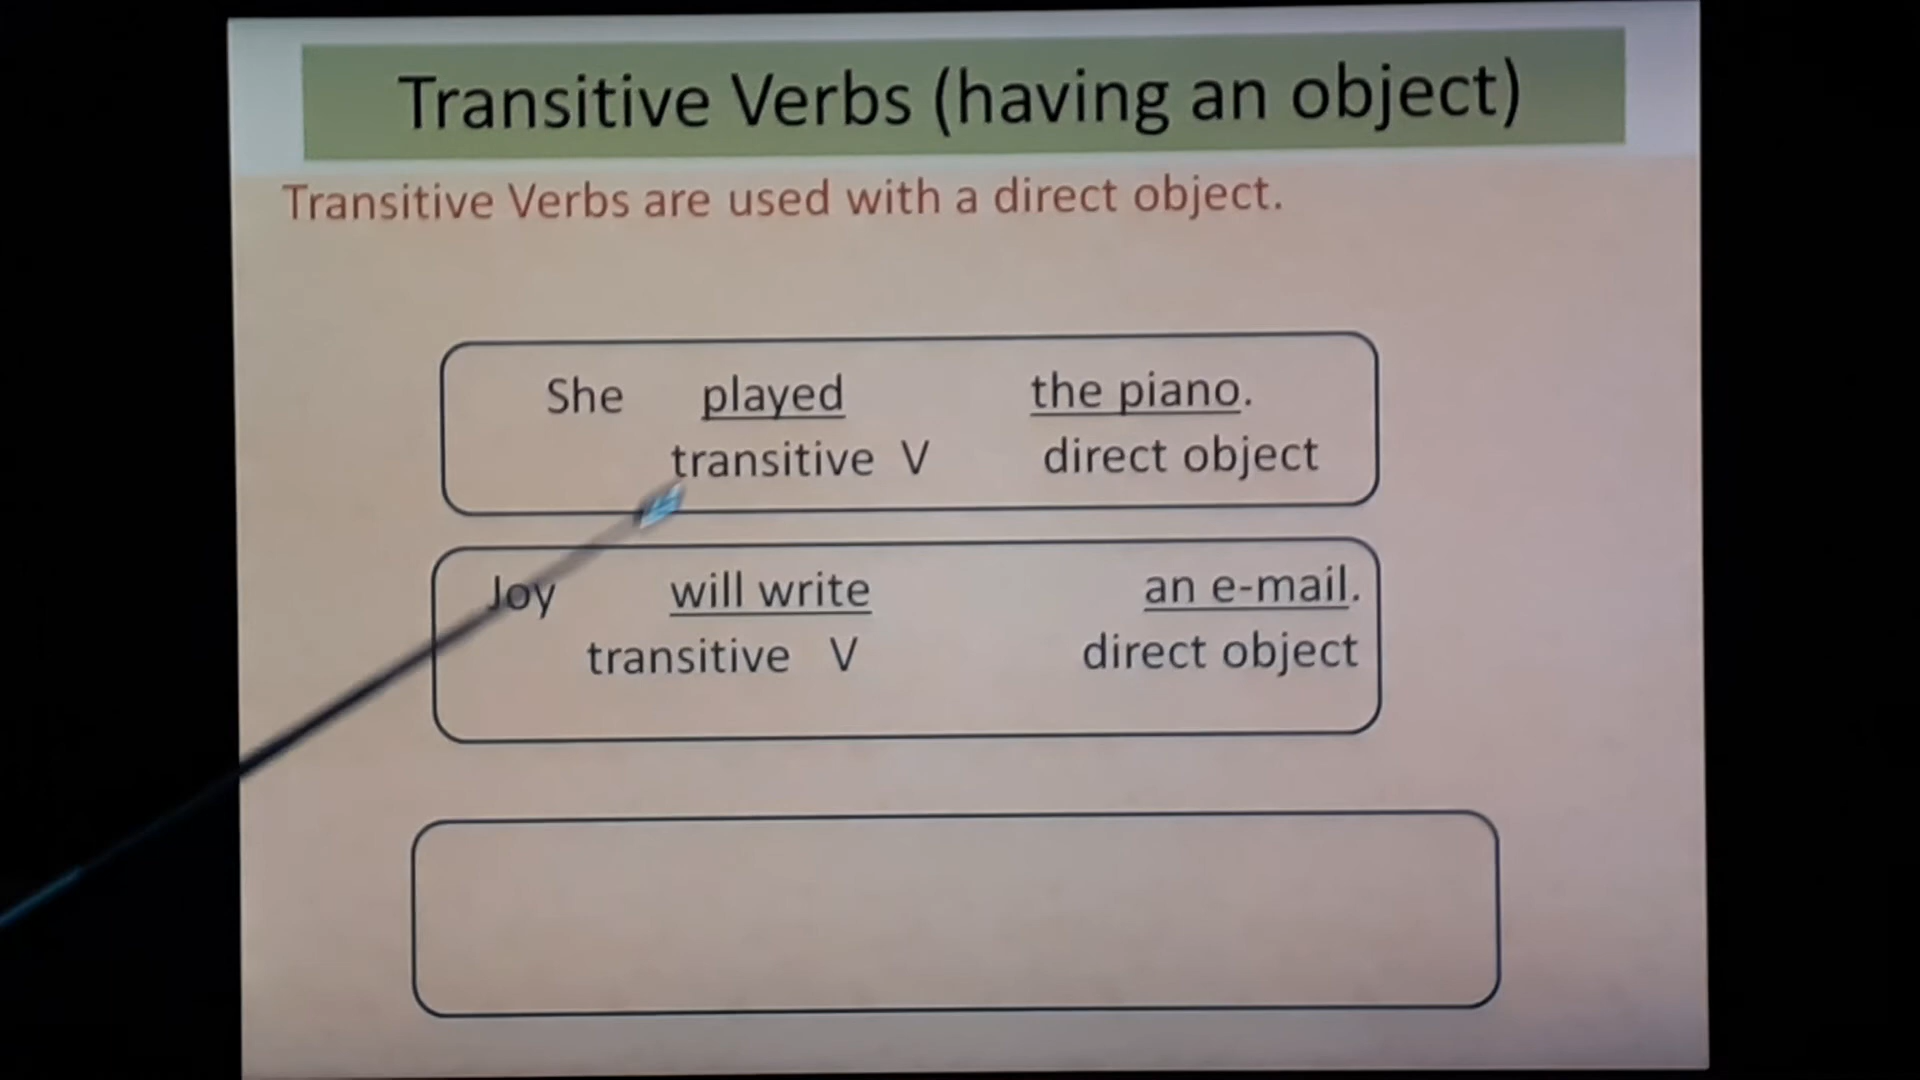 Transitive Verbs (having an object)
Transitive Verbs are used with a direct object.
She played the piano.
transitive V direct object
Joy will write an e-mail.
transitive V direct object